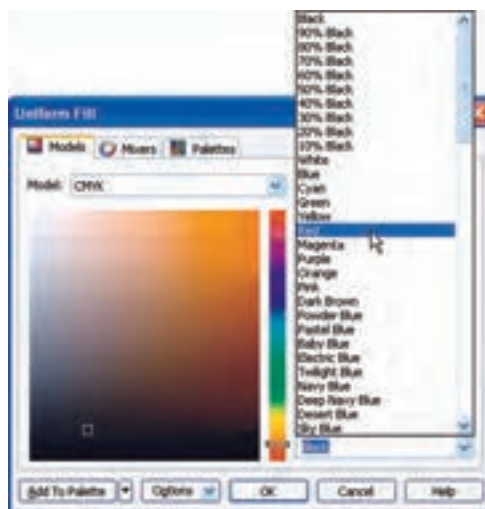 Black
90% Black
80% Black
70% Black
60% Black
50% Black
40% Black
30% Black
20% Black
10% Black
White
Blue
Cyan
Green
Yellow
Red
Magenta
Purple
Orange
Pink
Dark Brown
Powder Blue
Pastel Blue
Baby Blue
Electric Blue
Twilight Blue
Navy Blue
Deep Navy Blue
Desert Blue
Sky Blue
Uniform Fill
Models Mixers Palettes
Model: CMYK
Black
Add To Palette Options OK Cancel Help